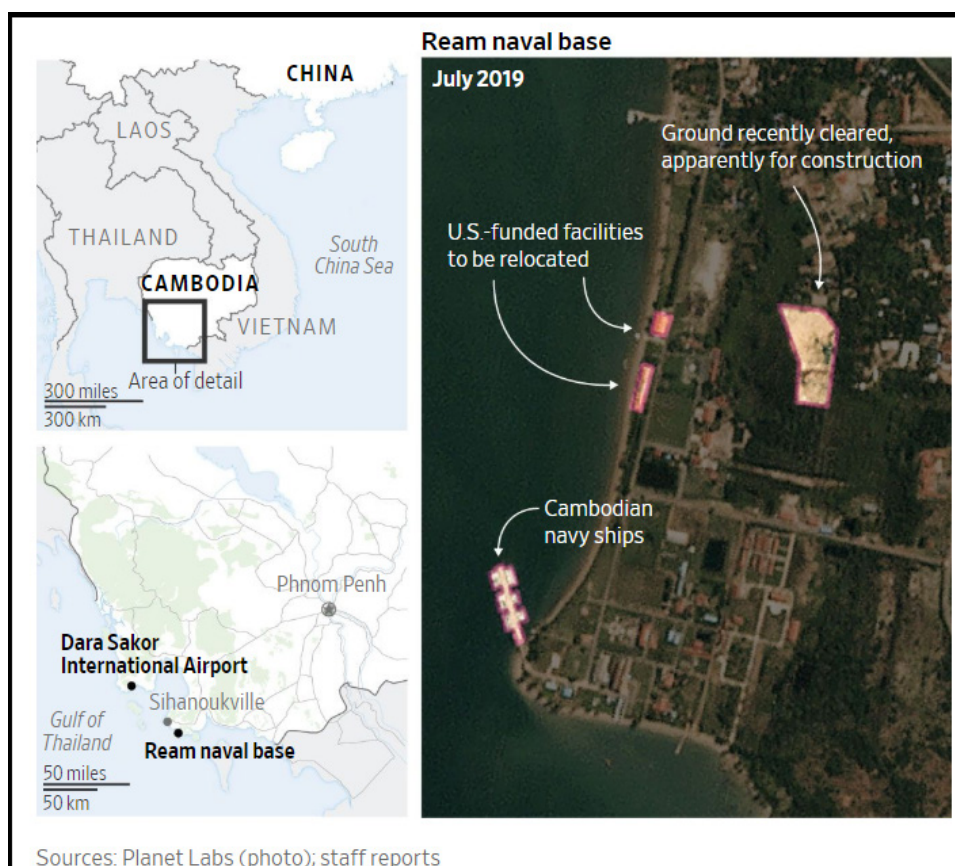 CHINA
LAOS
THAILAND
South
China Sea
CAMBODIA
VIETNAM
Area of detail
300 miles
300 km
Phnom Penh
Dara Sakor
International Airport
Sihanoukville
Gulf of
Thailand
Ream naval base
50 miles
50 km
Ream naval base
July 2019
Ground recently cleared,
apparently for construction
U.S.-funded facilities
to be relocated
Cambodian
navy ships
Sources: Planet Labs (photo); staff reports